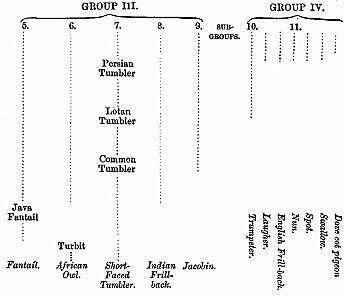 GROUP III.
GROUP IV.
5.
6.
7.
8.
9.
SUB-
GROUPS.
10.
11.
Persian
Tumbler
Lotan
Tumbler
Common
Tumbler
Java
Fantail
Turbit
Fantail.
African
Owl.
Short-
Faced
Tumbler.
Indian
Frill-
back.
Jacobin.
Trumpeter.
Laugher.
English Frill-back.
Nun.
Spot.
Swallow.
Dove cot pigeon